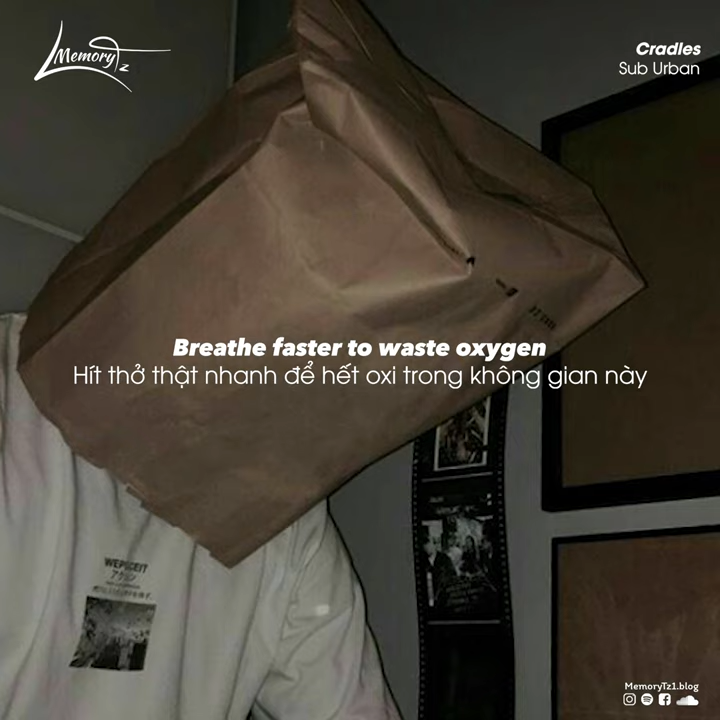 MemoryTz
Cradles
Sub Urban
Breathe faster to waste oxygen
Hít thở thật nhanh để hết oxi trong không gian này
MemoryTz1.blog